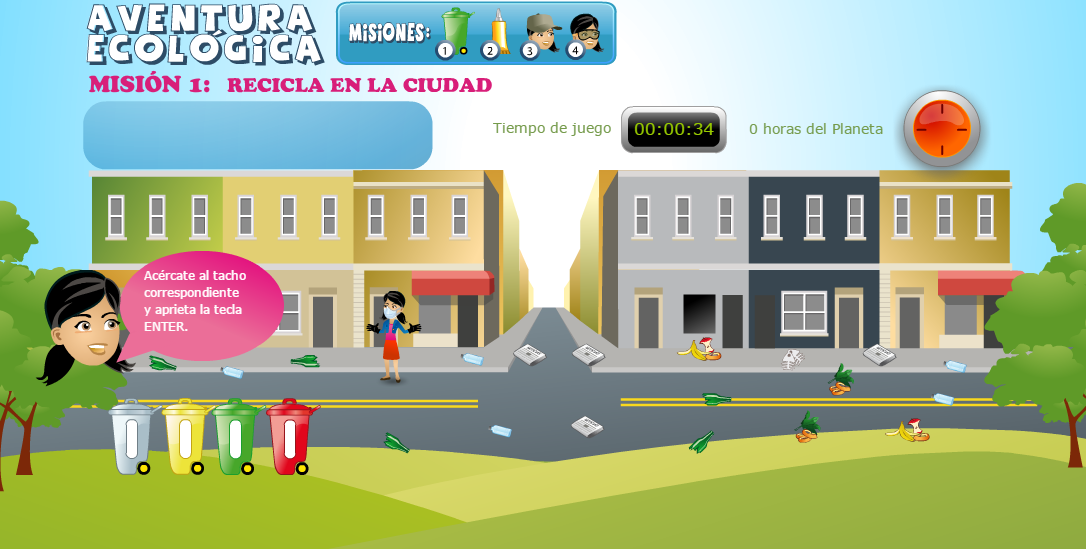 AVENTURA
ECOLÓGICA
MISIONES:
1 2 3 4
MISIÓN 1: RECICLA EN LA CIUDAD
Tiempo de juego 00:00:34 0 horas del Planeta
Acércate al tacho
correspondiente
y aprieta la tecla
ENTER.